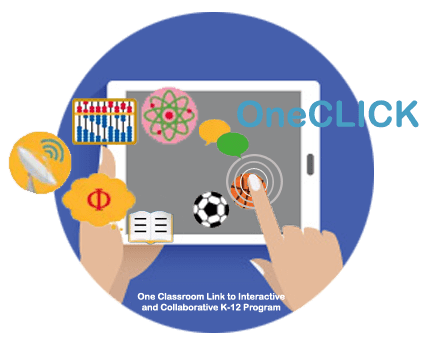 OneCLICK
Φ
One Classroom Link to Interactive
and Collaborative K-12 Program